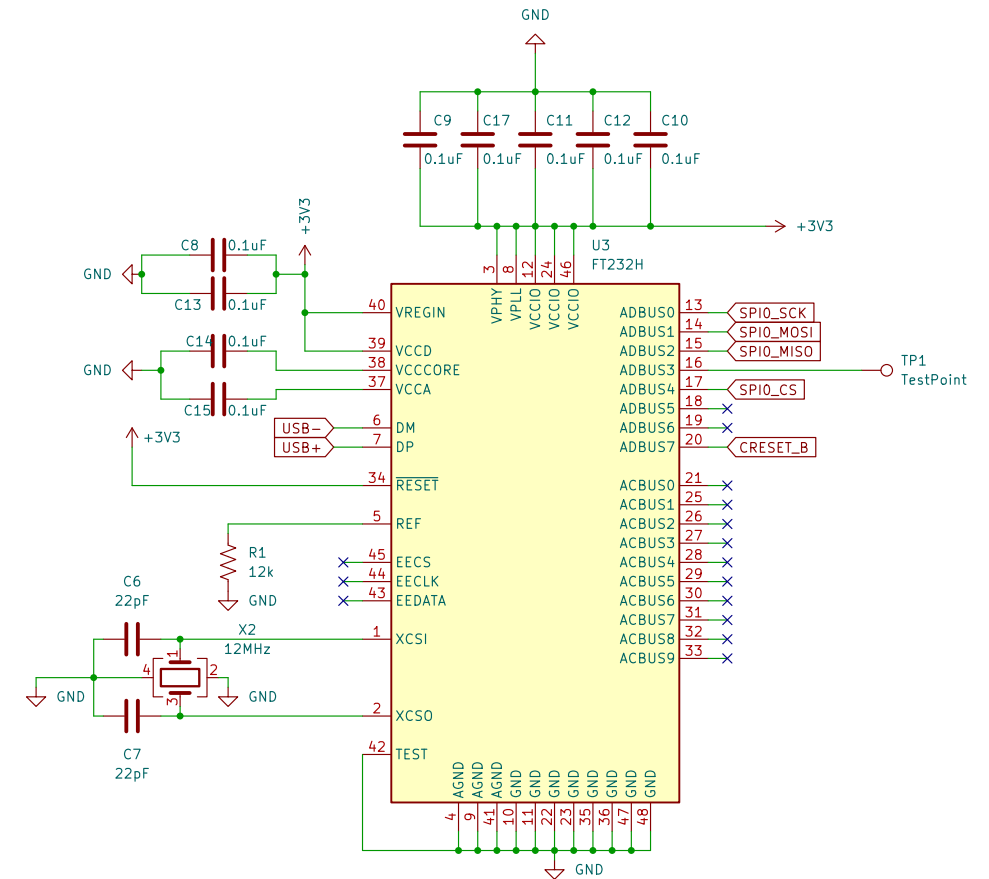 GND
C9
C17
C11
C12
C10
0.1uF
0.1uF
0.1uF
0.1uF
0.1uF
+3V3
+3V3
U3
FT232H
C8
0.1uF
GND
C13
0.1uF
C14
0.1uF
GND
C15
0.1uF
+3V3
3
8
12
24
46
VPHY
VPLL
VCCIO
VCCIO
VCCIO
40 VREGIN
39 VCCD
38 VCCCORE
37 VCCA
USB- 6 DM
USB+ 7 DP
34 RESET
5 REF
45 EECS
44 EECLK
43 EEDATA
1 XCSI
2 XCSO
42 TEST
ADBUS0 13 SPI0_SCK
ADBUS1 14 SPI0_MOSI
ADBUS2 15 SPI0_MISO
ADBUS3 16
TP1
TestPoint
ADBUS4 17 SPI0_CS
ADBUS5 18
ADBUS6 19
ADBUS7 20 CRESET_B
ACBUS0 21
ACBUS1 25
ACBUS2 26
ACBUS3 27
ACBUS4 28
ACBUS5 29
ACBUS6 30
ACBUS7 31
ACBUS8 32
ACBUS9 33
R1
12k
GND
C6
22pF
X2
12MHz
1
4
2
3
GND
GND
C7
22pF
AGND
AGND
AGND
GND
GND
GND
GND
GND
GND
GND
GND
4
9
41
10
11
22
23
35
36
47
48
GND